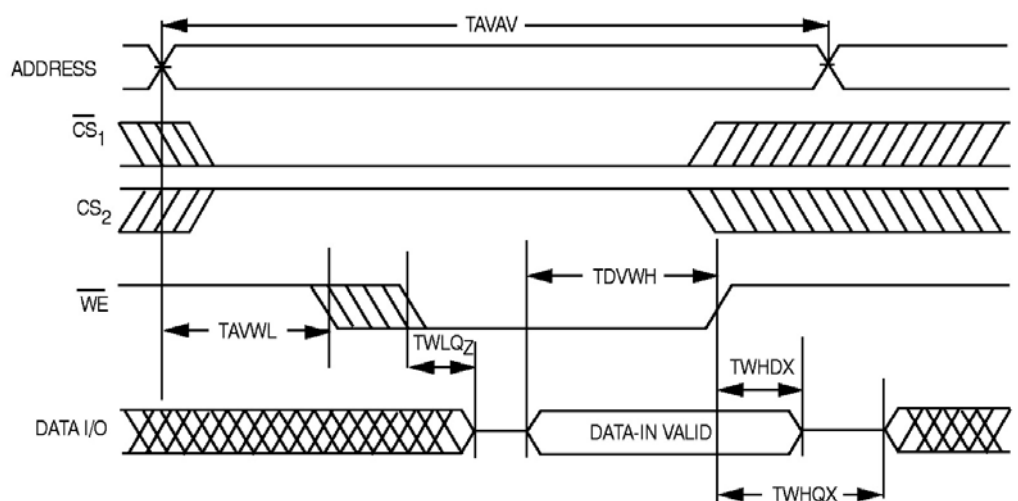 TAVAV
ADDRESS
CS1
CS2
TDVWH
WE
TAVWL
TWLQZ
TWHDX
DATA I/O
DATA-IN VALID
TWHQX